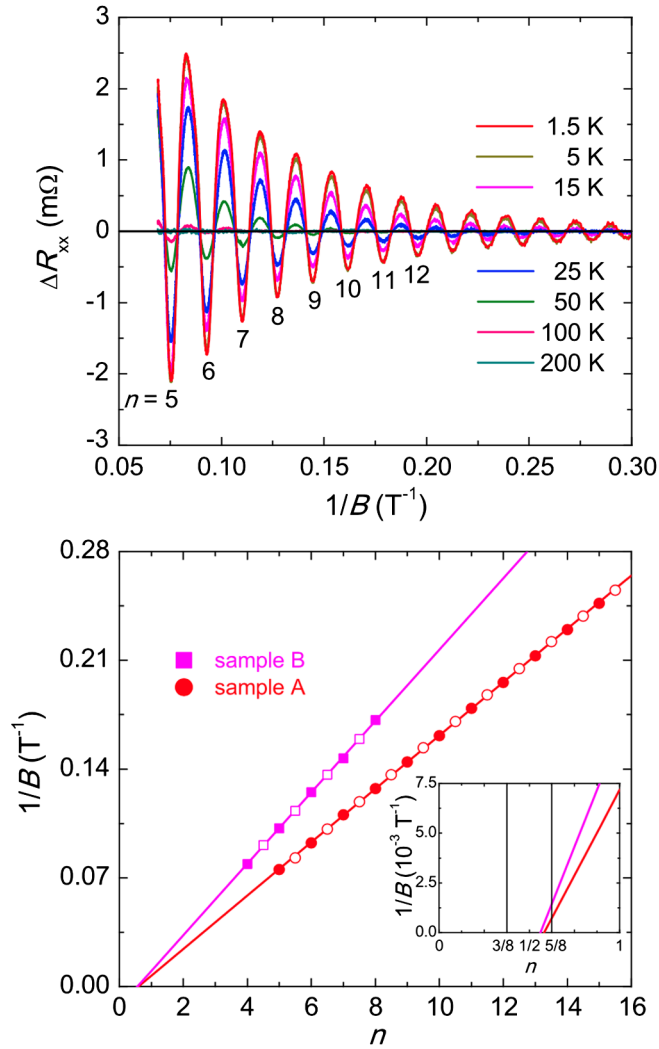 3
2
1
0
-1
-2
-3
ΔRxx (mΩ)
1.5 K
5 K
15 K
25 K
50 K
100 K
200 K
n = 5
6
7
8
9
10
11
12
0.05 0.10 0.15 0.20 0.25 0.30
1/B (T-1)
0.28
0.21
0.14
0.07
0.00
1/B (T-1)
sample B
sample A
7.5
5.0
2.5
0.0
1/B (10-3 T-1)
0 3/8 1/2 5/8 1
n
0 2 4 6 8 10 12 14 16
n